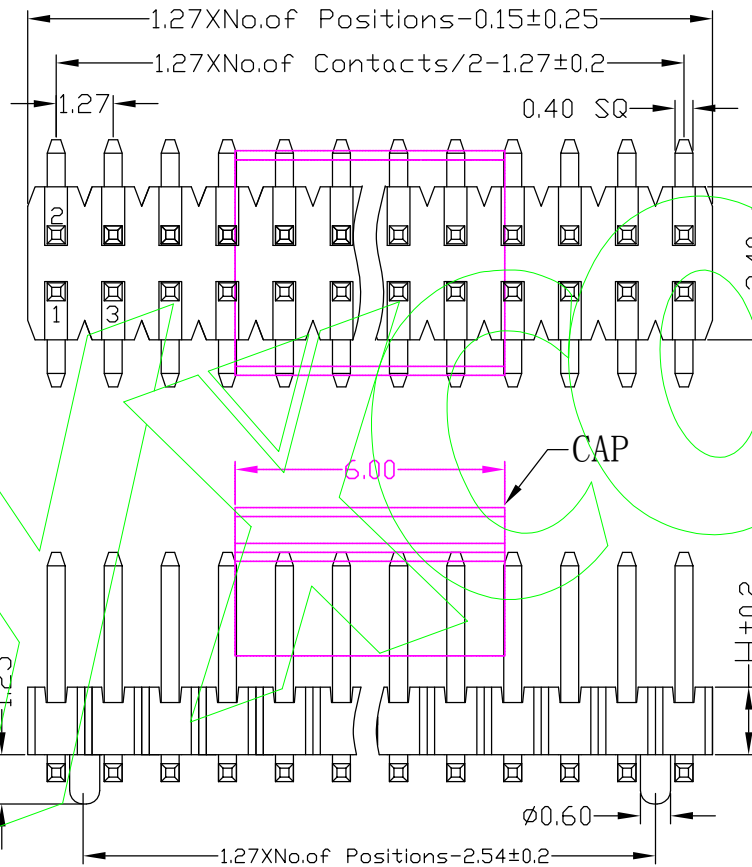 1.27XNo.of Positions-0.15±0.25
1.27XNo.of Contacts/2-1.27±0.2
1.27
0.40 SQ
2
1
3
CAP
6.00
H±0.2
Ø0.60
1.27XNo.of Positions-2.54±0.2